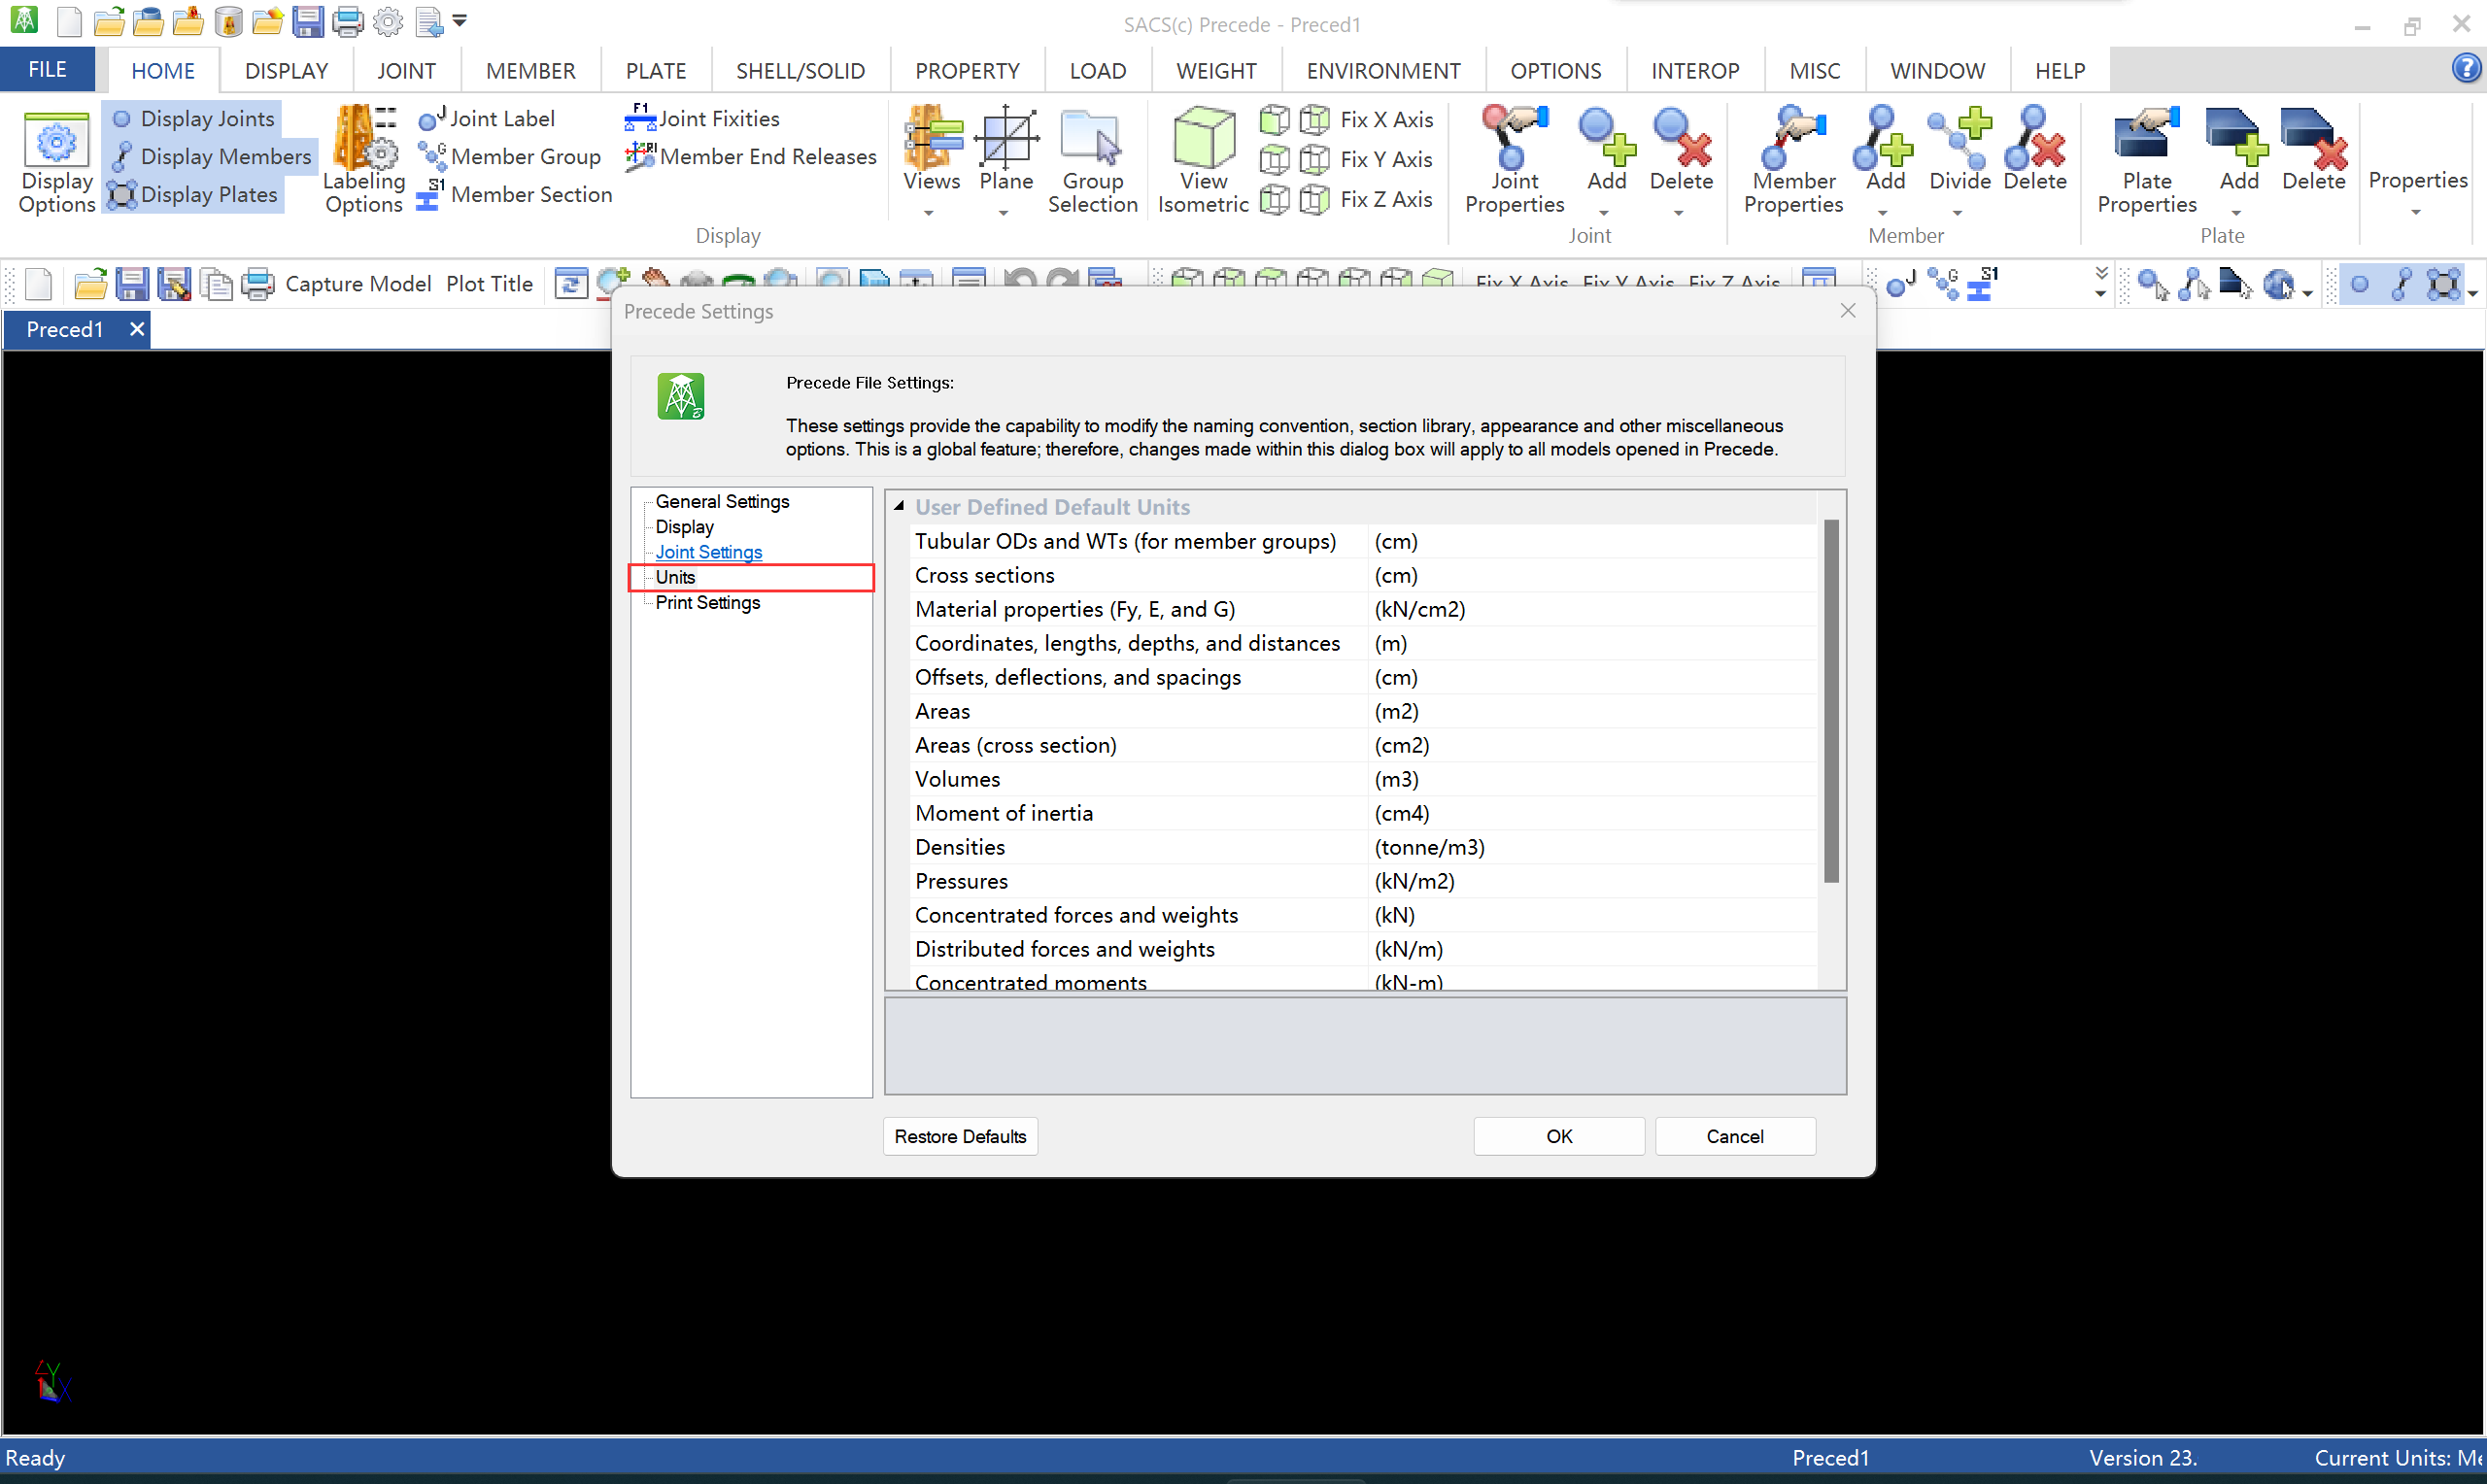 SACS(c) Precede - Preced1
FILE HOME DISPLAY JOINT MEMBER PLATE SHELL/SOLID PROPERTY LOAD WEIGHT ENVIRONMENT OPTIONS INTEROP MISC WINDOW HELP
Display Options
Display Joints
Display Members
Display Plates
Labeling Options
Joint Label
Member Group
Member Section
Joint Fixities
Member End Releases
Display
Views
Plane
Group Selection
View Isometric
Fix X Axis
Fix Y Axis
Fix Z Axis
Joint Properties
Add
Delete
Joint
Member Properties
Add
Divide
Delete
Member
Plate Properties
Add
Delete
Plate
Properties
Capture Model Plot Title Fix X Axis Fix Y Axis Fix Z Axis
Preced1
Precede Settings
Precede File Settings:
These settings provide the capability to modify the naming convention, section library, appearance and other miscellaneous
options. This is a global feature; therefore, changes made within this dialog box will apply to all models opened in Precede.
General Settings
Display
Joint Settings
Units
Print Settings
User Defined Default Units
Tubular ODs and WTs (for member groups) (cm)
Cross sections (cm)
Material properties (Fy, E, and G) (kN/cm2)
Coordinates, lengths, depths, and distances (m)
Offsets, deflections, and spacings (cm)
Areas (m2)
Areas (cross section) (cm2)
Volumes (m3)
Moment of inertia (cm4)
Densities (tonne/m3)
Pressures (kN/m2)
Concentrated forces and weights (kN)
Distributed forces and weights (kN/m)
Concentrated moments (kN-m)
Restore Defaults OK Cancel
Ready Preced1 Version 23. Current Units: